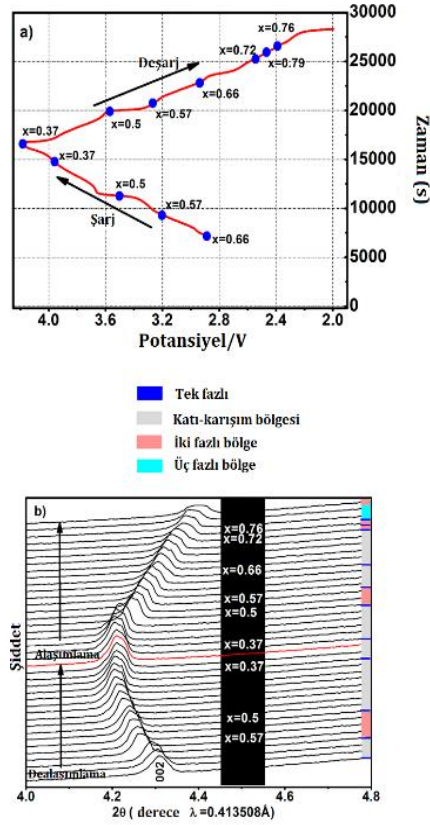 a)
Deşarj
x=0.76
x=0.72
x=0.79
x=0.66
x=0.57
x=0.5
x=0.37
x=0.37
x=0.5
x=0.57
x=0.66
Şarj
30000
25000
20000
15000
10000
5000
0
Zaman (s)
4.0 3.6 3.2 2.8 2.4 2.0
Potansiyel/V
Tek fazlı
Katı-karışım bölgesi
İki fazlı bölge
Üç fazlı bölge
b)
x=0.76
x=0.72
x=0.66
x=0.57
x=0.5
x=0.37
x=0.37
x=0.5
x=0.57
Şiddet
Alaşımlama
Dealaşımlama
002
4.0 4.2 4.4 4.6 4.8
2θ ( derece λ =0.413508Å)